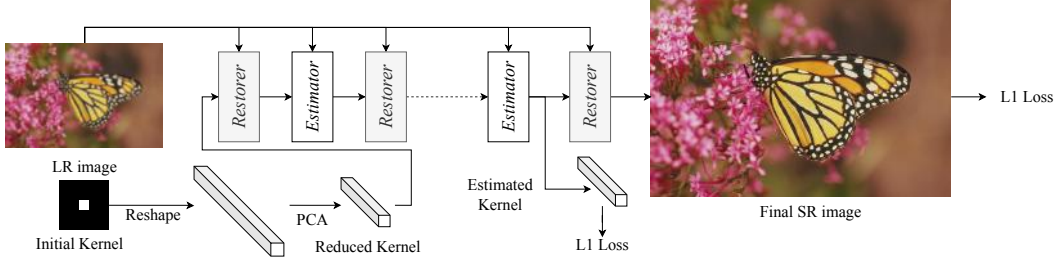 Restorer
Estimator
Restorer
Estimator
Restorer
L1 Loss
LR image
Reshape
PCA
Initial Kernel
Reduced Kernel
Estimated
Kernel
L1 Loss
Final SR image